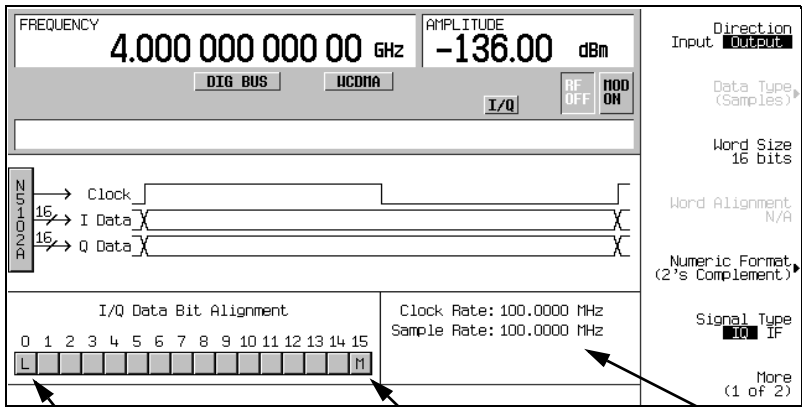 FREQUENCY
4.000 000 000 00 GHz
AMPLITUDE
-136.00 dBm
DIG BUS
WCDMA
I/Q
RF OFF
MOD ON
N5102A
Clock
16
I Data
16
Q Data
I/Q Data Bit Alignment
0 1 2 3 4 5 6 7 8 9 10 11 12 13 14 15
L
M
Clock Rate: 100.0000 MHz
Sample Rate: 100.0000 MHz
Direction
Input Output
Data Type
(Samples)
Word Size
16 bits
Word Alignment
N/A
Numeric Format
(2's Complement)
Signal Type
IQ IF
More
(1 of 2)